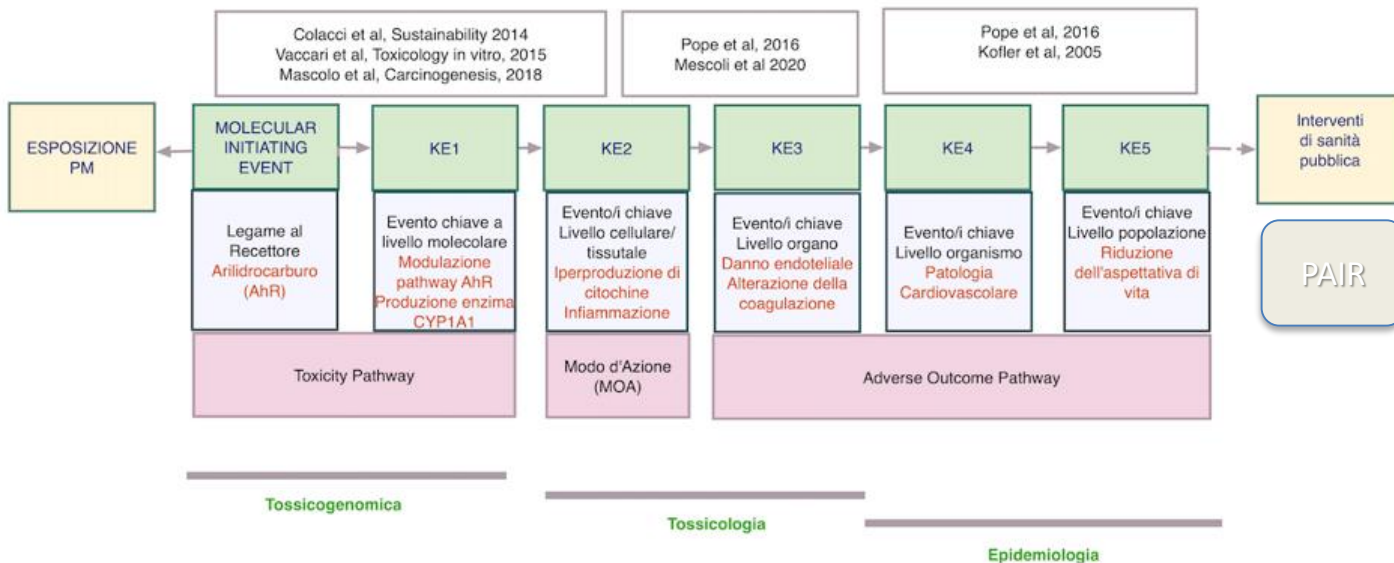 Colacci et al, Sustainability 2014
Vaccari et al, Toxicology in vitro, 2015
Mascolo et al, Carcinogenesis, 2018
Pope et al, 2016
Mescoli et al 2020
Pope et al, 2016
Kofler et al, 2005
ESPOSIZIONE
PM
MOLECULAR
INITIATING
EVENT
KE1
KE2
KE3
KE4
KE5
Interventi
di sanità
pubblica
Legame al
Recettore
Arilidrocarburo
(AhR)
Evento chiave a
livello molecolare
Modulazione
pathway AhR
Produzione enzima
CYP1A1
Evento/i chiave
Livello cellulare/
tissutale
Iperproduzione di
citochine
Infiammazione
Evento/i chiave
Livello organo
Danno endoteliale
Alterazione della
coagulazione
Evento/i chiave
Livello organismo
Patologia
Cardiovascolare
Evento/i chiave
Livello popolazione
Riduzione
dell'aspettativa di
vita
PAIR
Toxicity Pathway
Modo d'Azione
(MOA)
Adverse Outcome Pathway
Tossicogenomica
Tossicologia
Epidemiologia